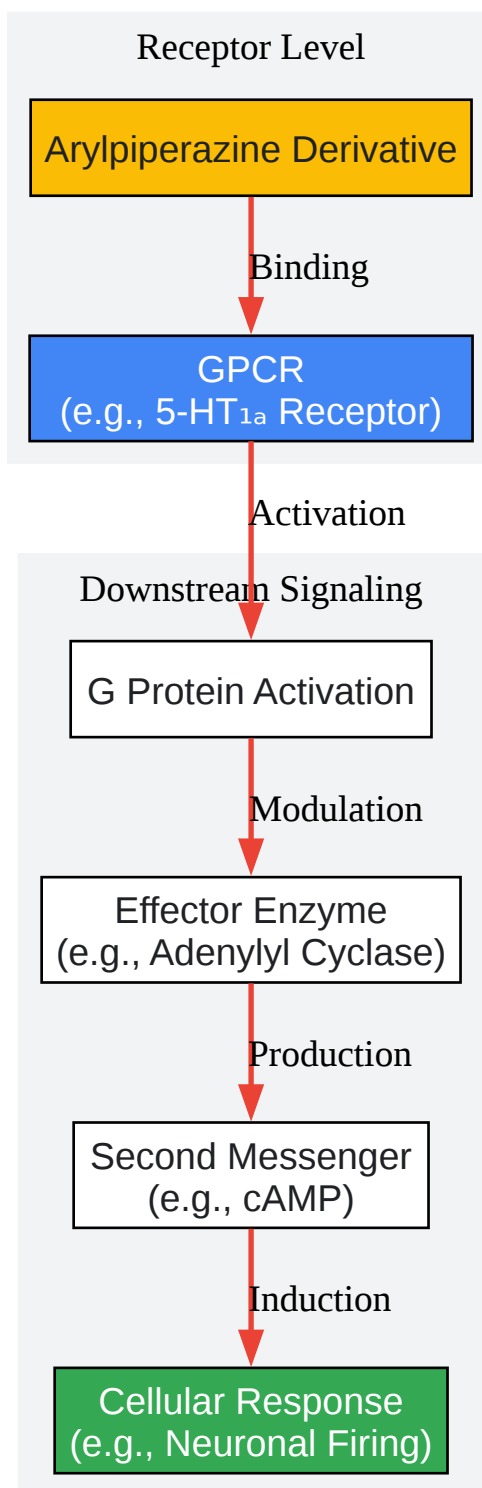 Receptor Level
Arylpiperazine Derivative
Binding
GPCR
(e.g., 5-HT₁ₐ Receptor)
Activation
Downstream Signaling
G Protein Activation
Modulation
Effector Enzyme
(e.g., Adenylyl Cyclase)
Production
Second Messenger
(e.g., cAMP)
Induction
Cellular Response
(e.g., Neuronal Firing)